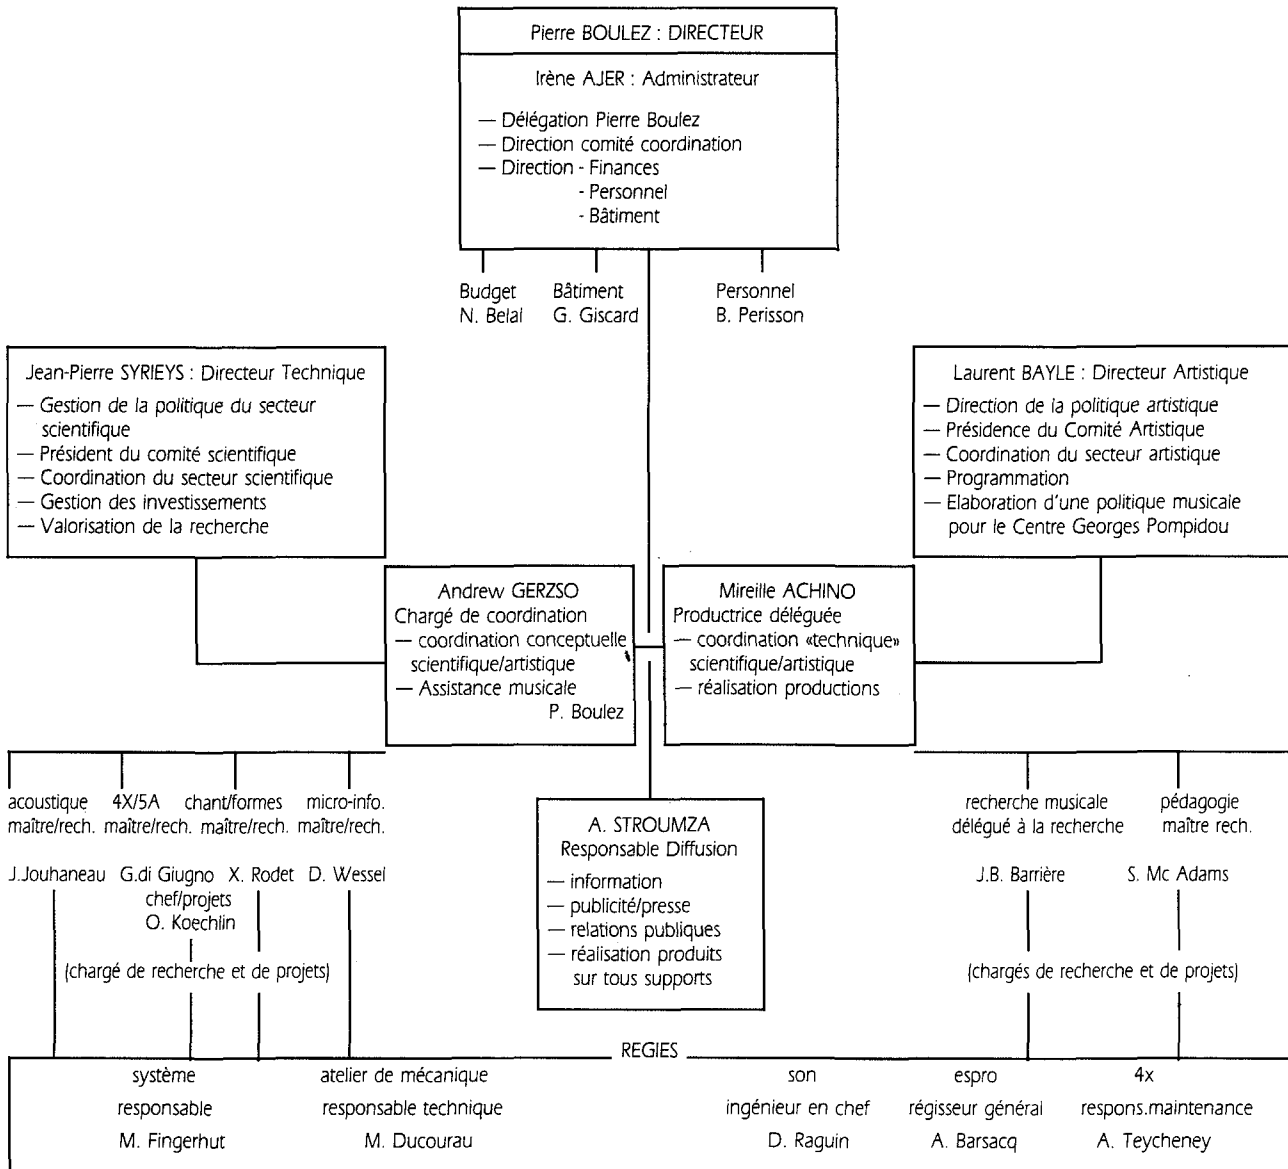 Pierre BOULEZ : DIRECTEUR
Irène AJER : Administrateur
— Délégation Pierre Boulez
— Direction comité coordination
— Direction - Finances
- Personnel
- Bâtiment
Budget
N. Belal
Bâtiment
G. Giscard
Personnel
B. Perisson
Jean-Pierre SYRIEYS : Directeur Technique
— Gestion de la politique du secteur
scientifique
— Président du comité scientifique
— Coordination du secteur scientifique
— Gestion des investissements
— Valorisation de la recherche
Laurent BAYLE : Directeur Artistique
— Direction de la politique artistique
— Présidence du Comité Artistique
— Coordination du secteur artistique
— Programmation
— Elaboration d'une politique musicale
pour le Centre Georges Pompidou
Andrew GERZSO
Chargé de coordination
— coordination conceptuelle
scientifique/artistique
— Assistance musicale
P. Boulez
Mireille ACHINO
Productrice déléguée
— coordination «technique»
scientifique/artistique
— réalisation productions
acoustique
maître/rech.
J.Jouhaneau
4X/5A
maître/rech.
G.di Giugno
chef/projets
O. Koechlin
chant/formes
maître/rech.
X. Rodet
micro-info.
maître/rech.
D. Wessel
(chargé de recherche et de projets)
A. STROUMZA
Responsable Diffusion
— information
— publicité/presse
— relations publiques
— réalisation produits
sur tous supports
recherche musicale
délégué à la recherche
J.B. Barrière
pédagogie
maître rech.
S. Mc Adams
(chargés de recherche et de projets)
REGIES
système
responsable
M. Fingerhut
atelier de mécanique
responsable technique
M. Ducourau
son
ingénieur en chef
D. Raguin
espro
régisseur général
A. Barsacq
4x
respons.maintenance
A. Teycheney